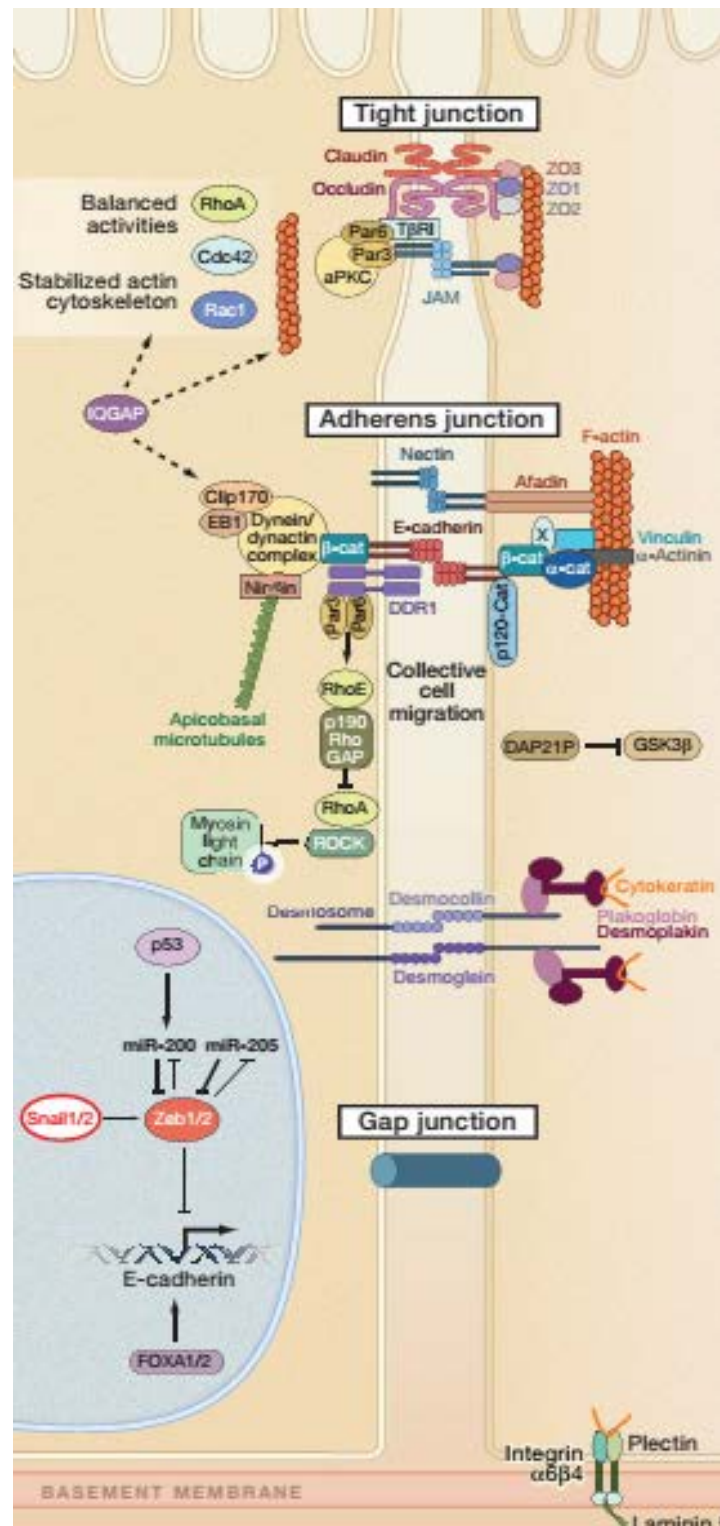 Tight junction
Claudin
Occludin
ZO3
ZO1
ZO2
Par6
TβRI
Par3
aPKC
JAM
Balanced
activities
RhoA
Cdc42
Stabilized actin
cytoskeleton
Rac1
IQGAP
Adherens junction
F-actin
Nectin
Afadin
Clip170
EB1
Dynein/
dynactin
complex
E-cadherin
β-cat
X
β-cat
α-cat
Vinculin
α-Actinin
DDR1
Par3
Par6
p120-Cat
Apicobasal
microtubules
RhoE
p190
Rho
GAP
RhoA
ROCK
Myosin
light
chain
P
Collective
cell
migration
DAP21P
GSK3β
Desmosome
Desmocollin
Desmoglein
Cytokeratin
Plakoglobin
Desmoplakin
p53
miR-200
miR-205
Snail1/2
Zeb1/2
E-cadherin
FOXA1/2
Gap junction
Integrin
α6β4
Plectin
Laminin
BASEMENT MEMBRANE